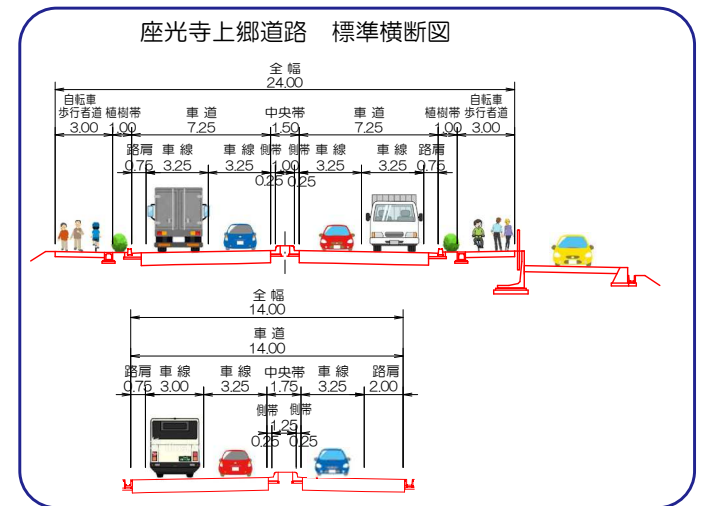 座光寺上郷道路 標準横断図
全 幅
24.00
自転車
歩行者道 植樹帯 車 道 中央帯 車 道 植樹帯 自転車
歩行者道
3.00 1.00 7.25 1.50 7.25 1.00 3.00
路肩 車 線 車 線 側帯 側帯 車 線 車 線 路肩
0.75 3.25 3.25 1.00 3.25 3.25 0.75
0.25 0.25
全 幅
14.00
車 道
14.00
路肩 車 線 車 線 中央帯 車 線 路肩
0.75 3.00 3.25 1.75 3.25 2.00
側帯 側帯
1.25
0.25 0.25